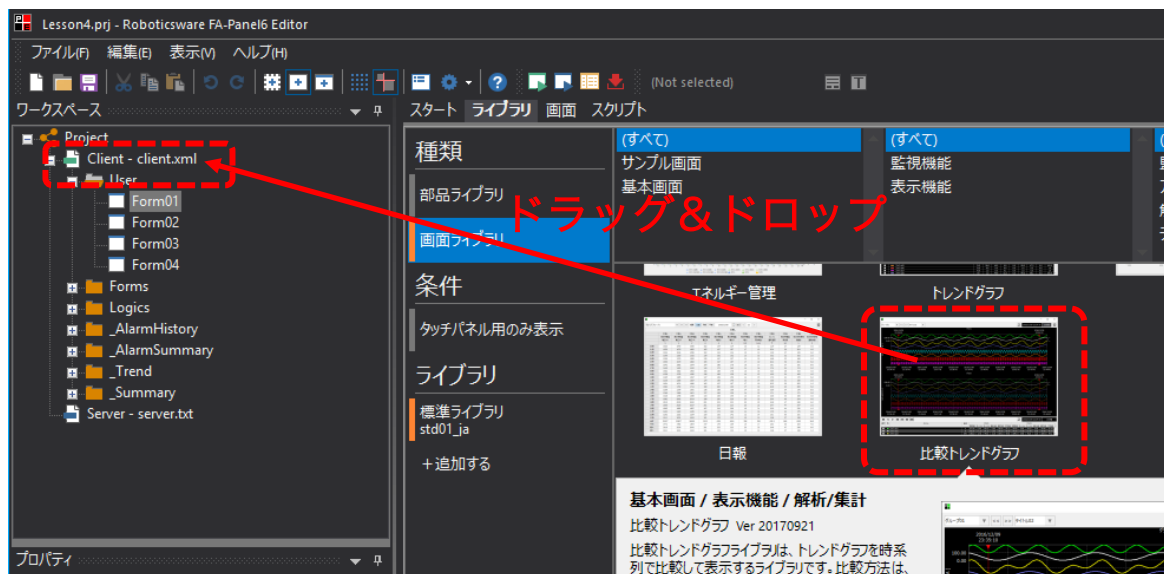 Lesson4.prj - Roboticsware FA-Panel6 Editor
ファイル(F) 編集(E) 表示(V) ヘルプ(H)
(Not selected)
ワークスペース
スタート ライブラリ 画面 スクリプト
Project
Client - client.xml
User
Form01
Form02
Form03
Form04
Forms
Logics
_AlarmHistory
_AlarmSummary
_Trend
_Summary
Server - server.txt
プロパティ
種類
部品ライブラリ
画面ライブラリ
条件
タッチパネル用のみ表示
ライブラリ
標準ライブラリ
std01_ja
+追加する
(すべて)
サンプル画面
基本画面
(すべて)
監視機能
表示機能
ドラッグ&ドロップ
エネルギー管理
トレンドグラフ
日報
比較トレンドグラフ
基本画面 / 表示機能 / 解析/集計
比較トレンドグラフ Ver 20170921
比較トレンドグラフライブラリは、トレンドグラフを時系
列で比較して表示するライブラリです。比較方法は、